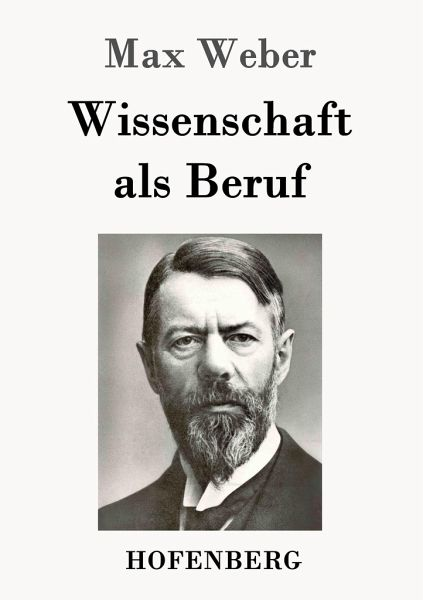 Max Weber
Wissenschaft
als Beruf
HOFENBERG